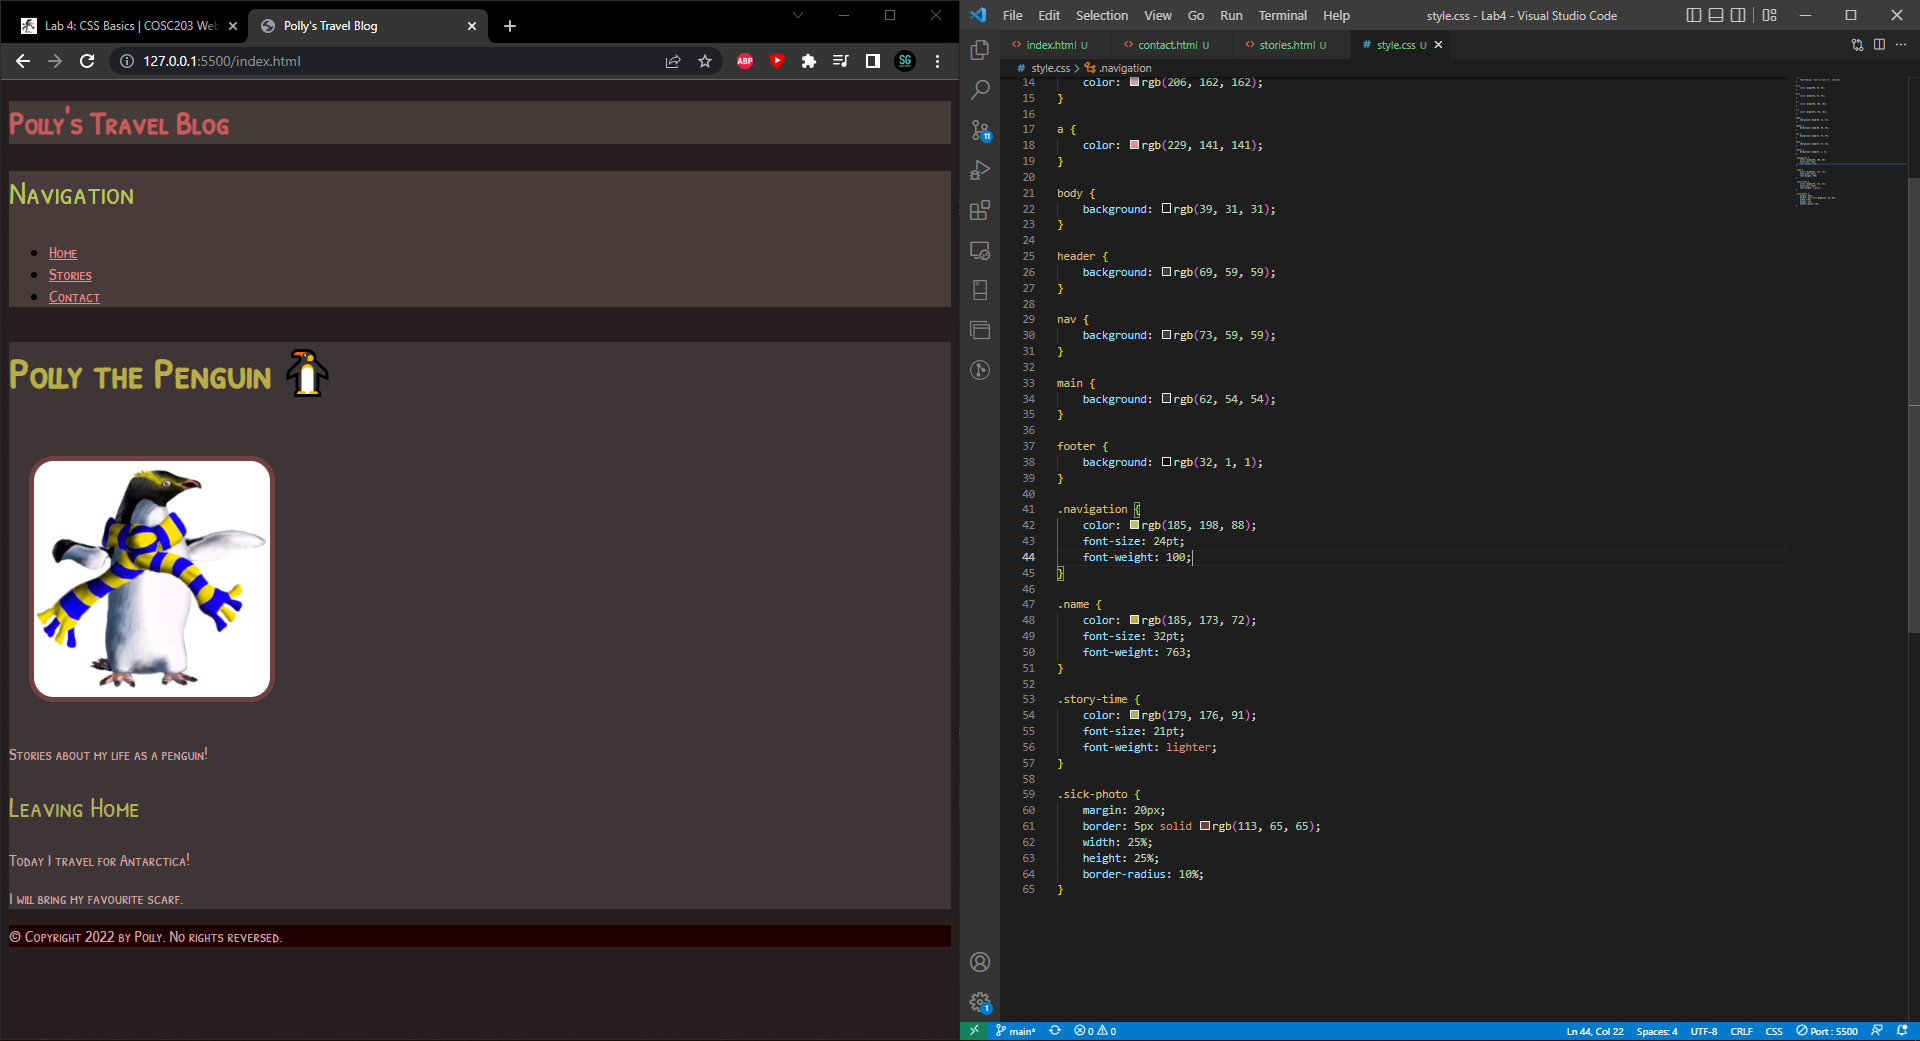 Lab 4: CSS Basics | COSC203 Web
Polly's Travel Blog
127.0.0.1:5500/index.html
ABP
SG
Polly's Travel Blog
Navigation
Home
Stories
Contact
Polly the Penguin
Stories about my life as a penguin!
Leaving Home
Today I travel for Antarctica!
I will bring my favourite scarf.
© Copyright 2022 by Polly. No rights reversed.
File Edit Selection View Go Run Terminal Help
style.css - Lab4 - Visual Studio Code
index.html U
contact.html U
stories.html U
# style.css U
# style.css > .navigation
11
14 color: rgb(206, 162, 162);
15 }
16
17 a {
18 color: rgb(229, 141, 141);
19 }
20
21 body {
22 background: rgb(39, 31, 31);
23 }
24
25 header {
26 background: rgb(69, 59, 59);
27 }
28
29 nav {
30 background: rgb(73, 59, 59);
31 }
32
33 main {
34 background: rgb(62, 54, 54);
35 }
36
37 footer {
38 background: rgb(32, 1, 1);
39 }
40
41 .navigation {
42 color: rgb(185, 198, 88);
43 font-size: 24pt;
44 font-weight: 100;
45 }
46
47 .name {
48 color: rgb(185, 173, 72);
49 font-size: 32pt;
50 font-weight: 763;
51 }
52
53 .story-time {
54 color: rgb(179, 176, 91);
55 font-size: 21pt;
56 font-weight: lighter;
57 }
58
59 .sick-photo {
60 margin: 20px;
61 border: 5px solid rgb(113, 65, 65);
62 width: 25%;
63 height: 25%;
64 border-radius: 10%;
65 }
1
main* 0 0
Ln 44, Col 22 Spaces: 4 UTF-8 CRLF CSS Port : 5500